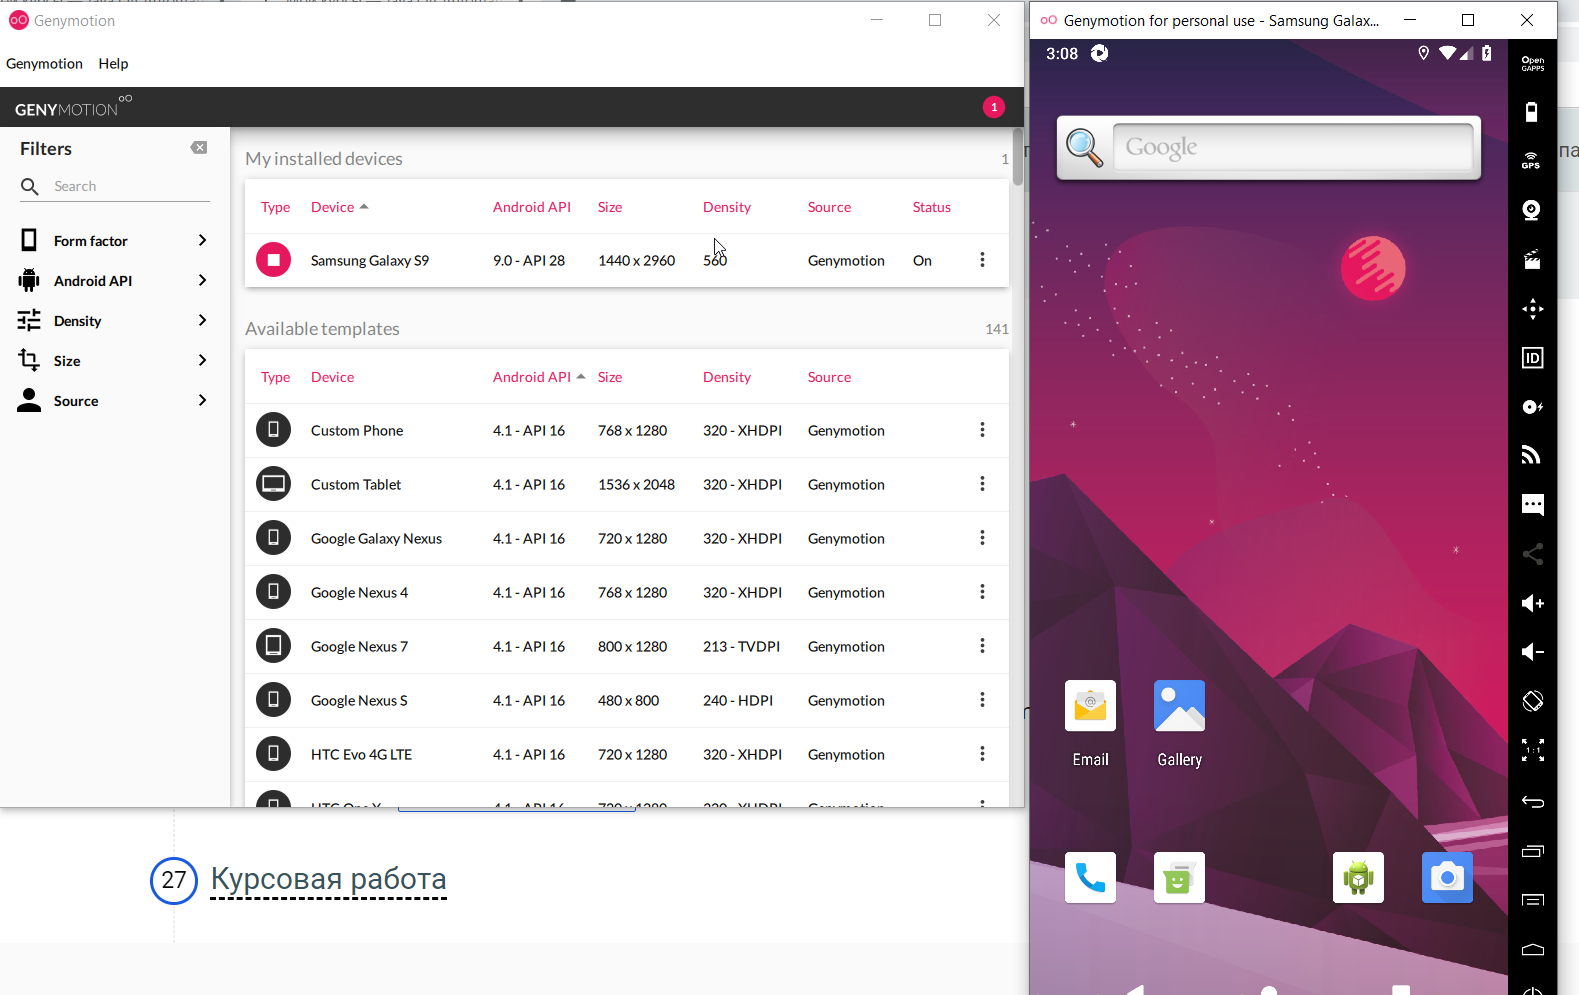 Genymotion
Genymotion Help
GENYMOTION
1
Filters
Search
Form factor
Android API
Density
Size
Source
My installed devices 1
Type Device Android API Size Density Source Status
Samsung Galaxy S9 9.0 - API 28 1440 x 2960 560 Genymotion On
Available templates 141
Type Device Android API Size Density Source
Custom Phone 4.1 - API 16 768 x 1280 320 - XHDPI Genymotion
Custom Tablet 4.1 - API 16 1536 x 2048 320 - XHDPI Genymotion
Google Galaxy Nexus 4.1 - API 16 720 x 1280 320 - XHDPI Genymotion
Google Nexus 4 4.1 - API 16 768 x 1280 320 - XHDPI Genymotion
Google Nexus 7 4.1 - API 16 800 x 1280 213 - TVDPI Genymotion
Google Nexus S 4.1 - API 16 480 x 800 240 - HDPI Genymotion
HTC Evo 4G LTE 4.1 - API 16 720 x 1280 320 - XHDPI Genymotion
27 Курсовая работа
Genymotion for personal use - Samsung Galax...
3:08
Google
Email Gallery
Open
GAPPS
GPS
ID
1:1